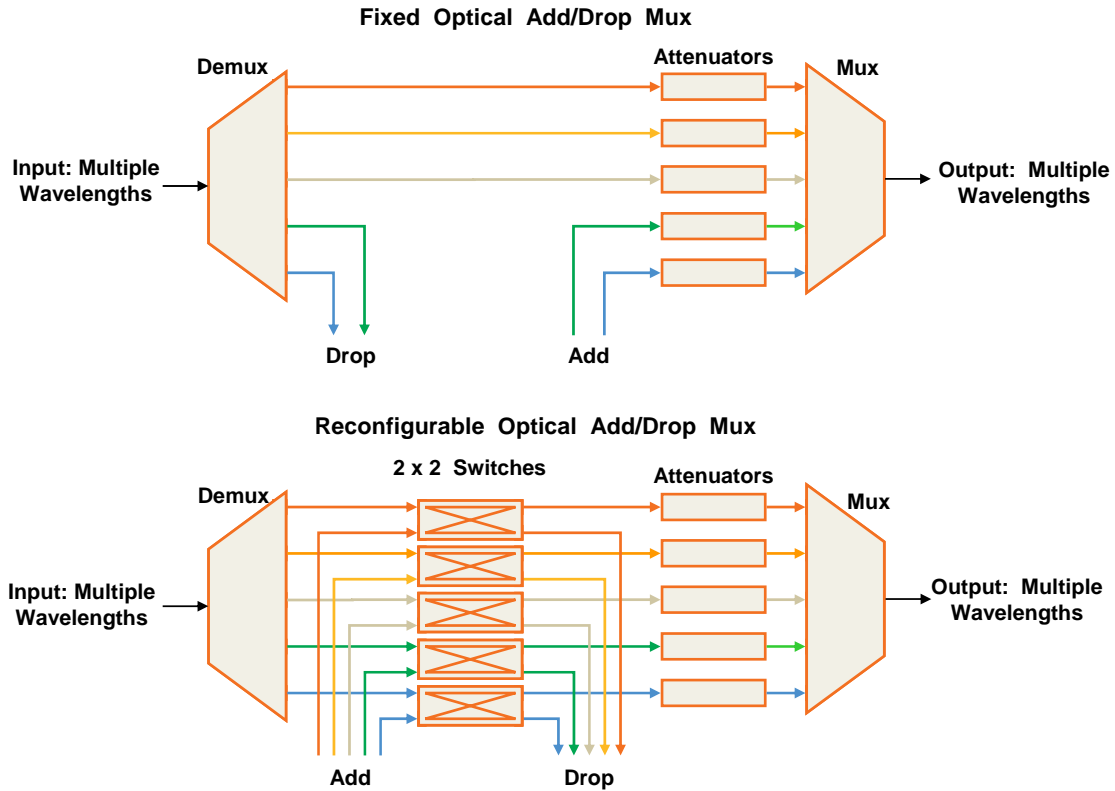 Fixed Optical Add/Drop Mux
Attenuators
Demux
Mux
Input: Multiple
Wavelengths
Output: Multiple
Wavelengths
Drop
Add
Reconfigurable Optical Add/Drop Mux
2 x 2 Switches
Attenuators
Demux
Mux
Input: Multiple
Wavelengths
Output: Multiple
Wavelengths
Add
Drop